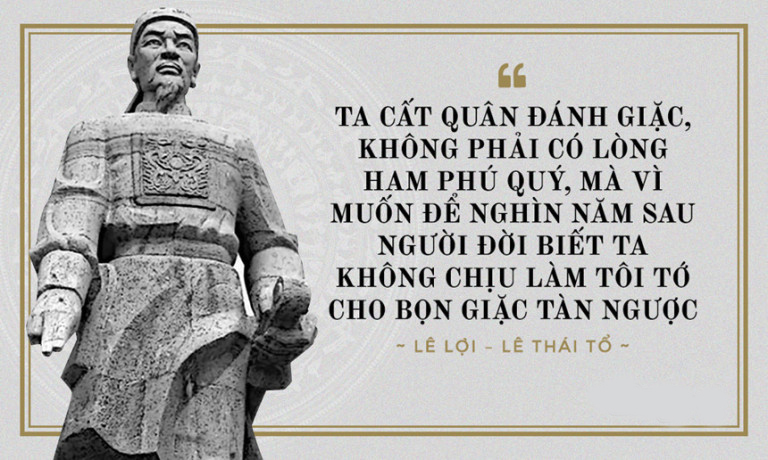 “
TA CẤT QUÂN ĐÁNH GIẶC,
KHÔNG PHẢI CÓ LÒNG
HAM PHÚ QUÝ, MÀ VÌ
MUỐN ĐỂ NGHÌN NĂM SAU
NGƯỜI ĐỜI BIẾT TA
KHÔNG CHỊU LÀM TÔI TỚ
CHO BỌN GIẶC TÀN NGƯỢC
~ LÊ LỢI – LÊ THÁI TỔ ~